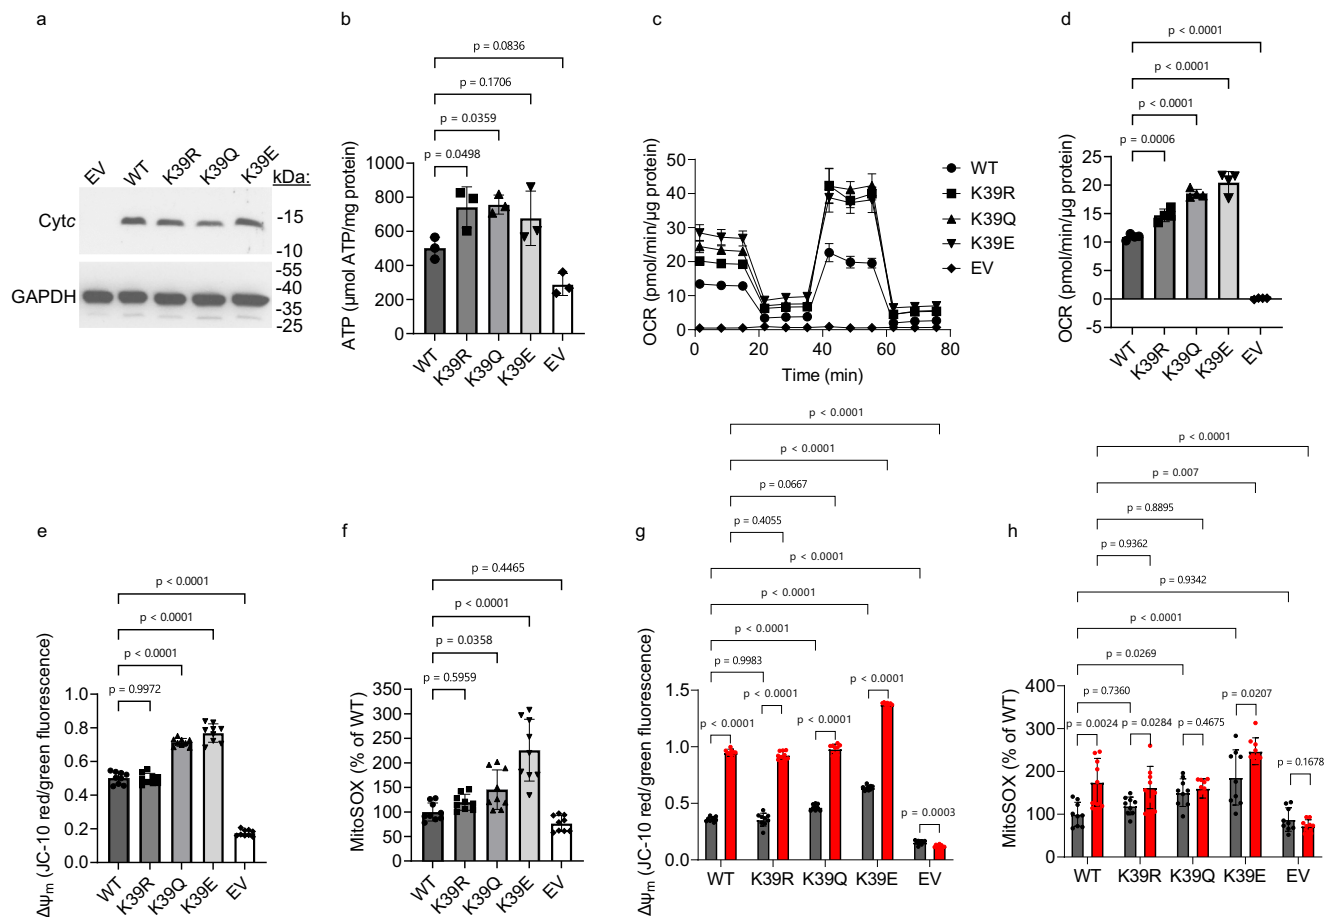 a
EV WT K39R K39Q K39E kDa:
Cytc
-15
-10
GAPDH
-55
-40
-35
-25
b
p = 0.0836
p = 0.1706
p = 0.0359
p = 0.0498
ATP (µmol ATP/mg protein)
1000
800
600
400
200
0
WT K39R K39Q K39E EV
c
OCR (pmol/min/µg protein)
50
40
30
20
10
0
0 20 40 60 80
Time (min)
WT
K39R
K39Q
K39E
EV
d
p < 0.0001
p < 0.0001
p < 0.0001
p = 0.0006
OCR (pmol/min/µg protein)
25
20
15
10
5
0
-5
WT K39R K39Q K39E EV
e
p < 0.0001
p < 0.0001
p < 0.0001
p = 0.9972
Δψm (JC-10 red/green fluorescence)
1.0
0.8
0.6
0.4
0.2
0.0
WT K39R K39Q K39E EV
f
p = 0.4465
p < 0.0001
p = 0.0358
p = 0.5959
MitoSOX (% of WT)
350
300
250
200
150
100
50
0
WT K39R K39Q K39E EV
g
p < 0.0001
p < 0.0001
p = 0.0667
p = 0.4055
p < 0.0001
p < 0.0001
p < 0.0001
p = 0.9983
p < 0.0001 p < 0.0001 p < 0.0001 p < 0.0001 p = 0.0003
Δψm (JC-10 red/green fluorescence)
1.5
1.0
0.5
0.0
WT K39R K39Q K39E EV
h
p < 0.0001
p = 0.007
p = 0.8895
p = 0.9362
p = 0.9342
p < 0.0001
p = 0.0269
p = 0.7360
p = 0.0024 p = 0.0284 p = 0.4675 p = 0.0207 p = 0.1678
MitoSOX (% of WT)
400
300
200
100
0
WT K39R K39Q K39E EV